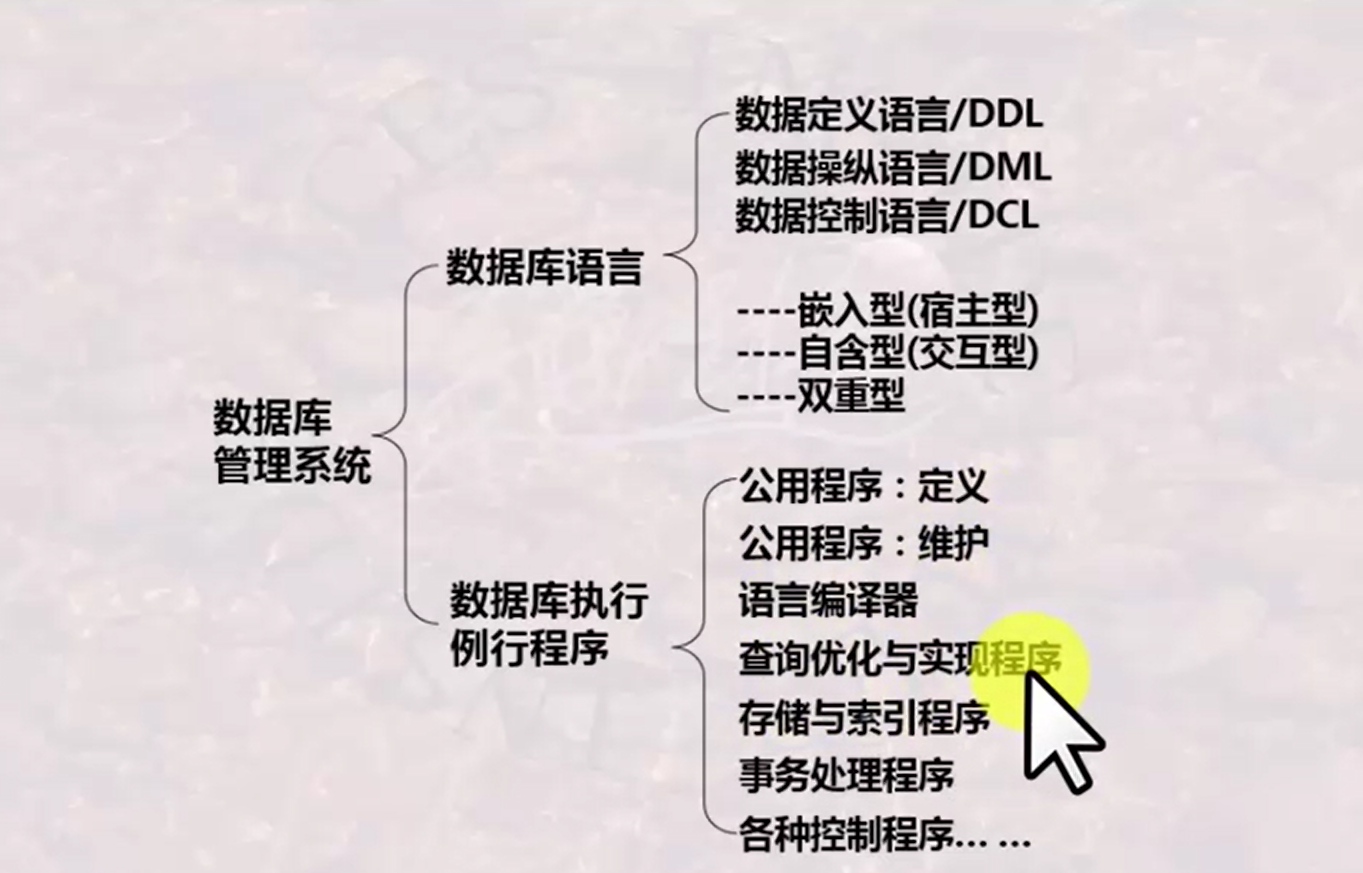 数据定义语言/DDL
数据操纵语言/DML
数据控制语言/DCL
数据库语言
----嵌入型(宿主型)
----自含型(交互型)
----双重型
数据库
管理系统
公用程序：定义
公用程序：维护
数据库执行
例行程序
语言编译器
查询优化与实现程序
存储与索引程序
事务处理程序
各种控制程序... ...